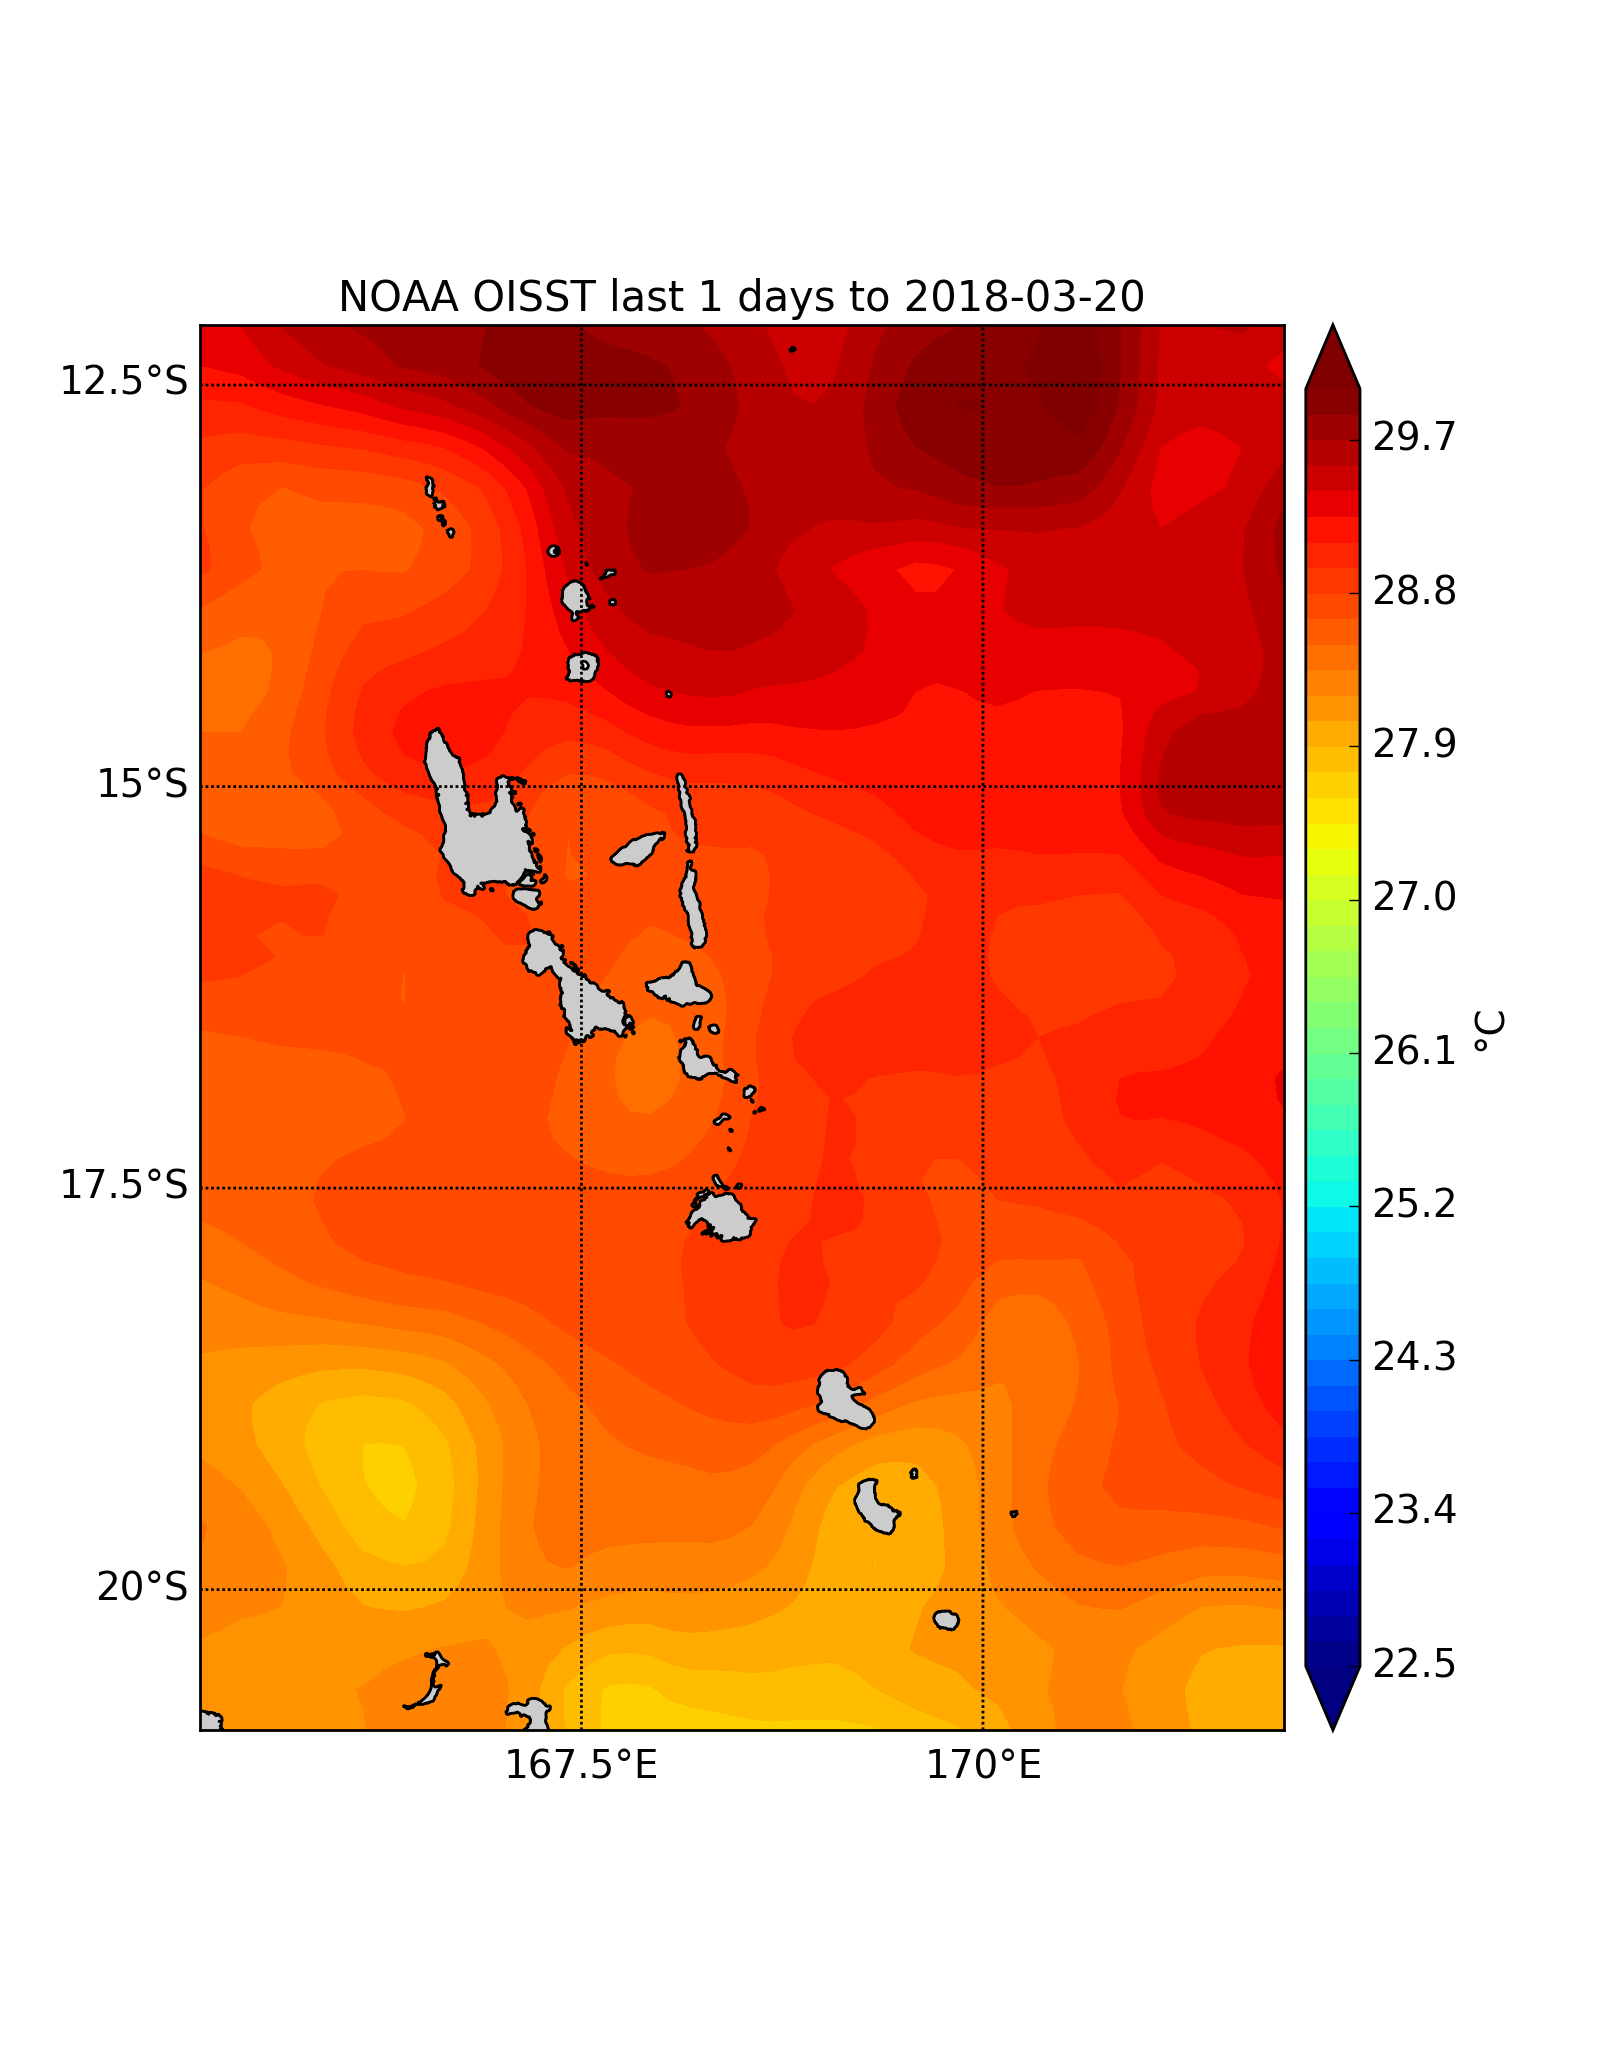 NOAA OISST last 1 days to 2018-03-20
12.5°S
15°S
17.5°S
20°S
167.5°E
170°E
29.7
28.8
27.9
27.0
26.1
25.2
24.3
23.4
22.5
°C